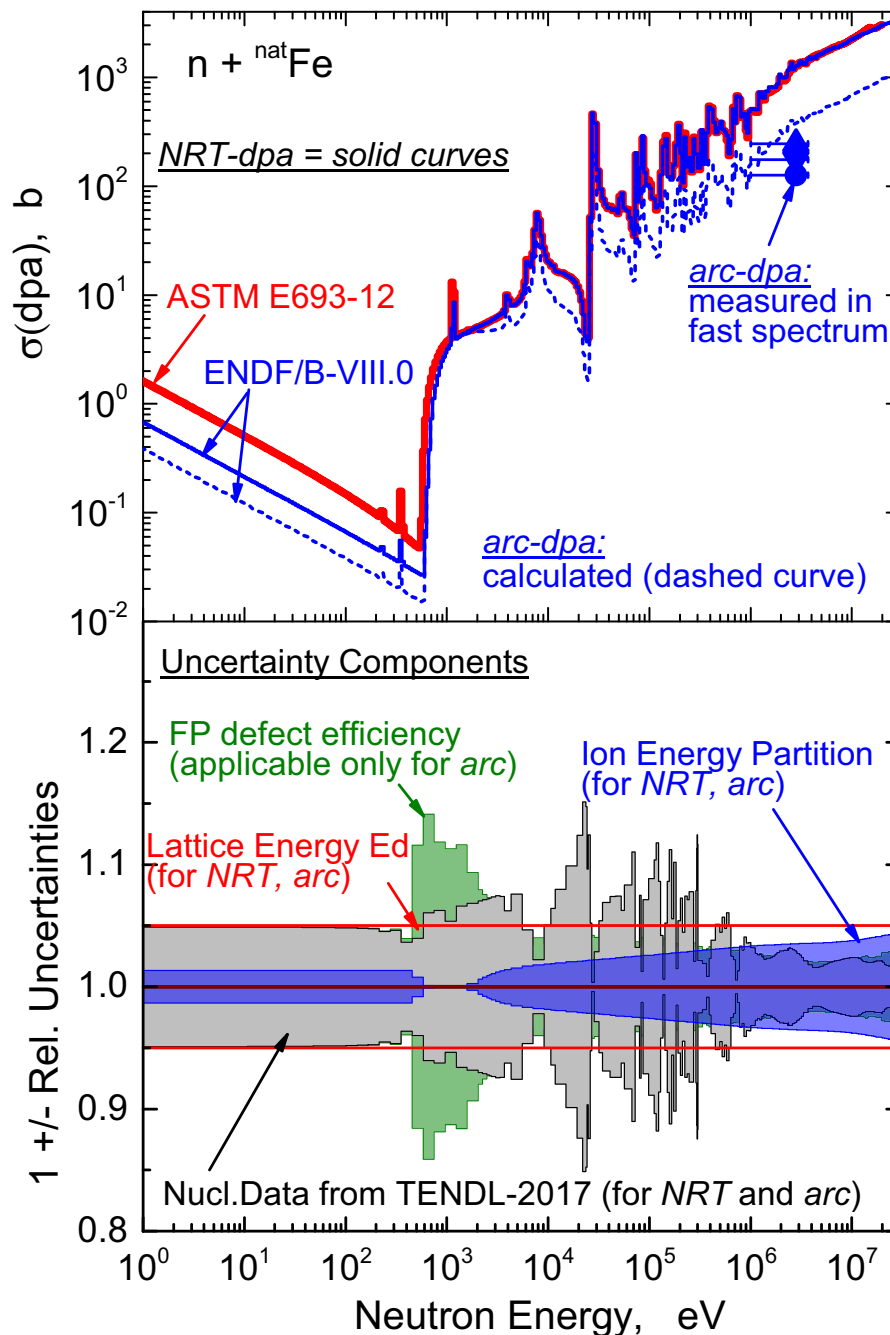 n + ⁿᵃᵗFe
NRT-dpa = solid curves
σ(dpa), b
10³
10²
10¹
10⁰
10⁻¹
10⁻²
ASTM E693-12
ENDF/B-VIII.0
arc-dpa:
measured in
fast spectrum
arc-dpa:
calculated (dashed curve)
Uncertainty Components
FP defect efficiency
(applicable only for arc)
Ion Energy Partition
(for NRT, arc)
Lattice Energy Ed
(for NRT, arc)
Nucl.Data from TENDL-2017 (for NRT and arc)
1 +/- Rel. Uncertainties
1.2
1.1
1.0
0.9
0.8
10⁰ 10¹ 10² 10³ 10⁴ 10⁵ 10⁶ 10⁷
Neutron Energy, eV